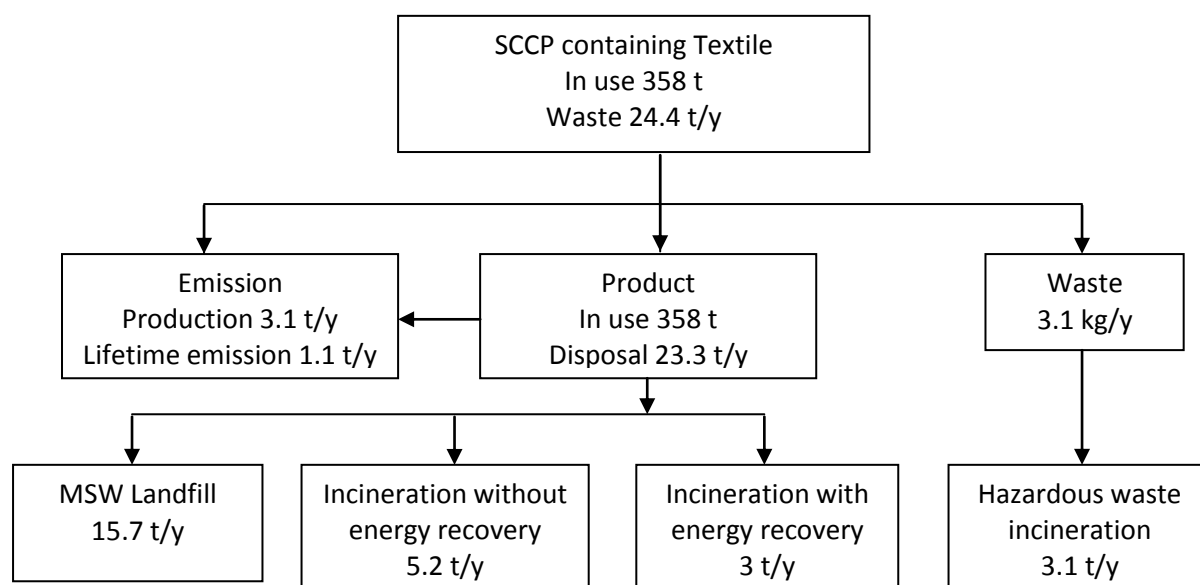 SCCP containing Textile
In use 358 t
Waste 24.4 t/y
Emission
Production 3.1 t/y
Lifetime emission 1.1 t/y
Product
In use 358 t
Disposal 23.3 t/y
Waste
3.1 kg/y
MSW Landfill
15.7 t/y
Incineration without
energy recovery
5.2 t/y
Incineration with
energy recovery
3 t/y
Hazardous waste
incineration
3.1 t/y